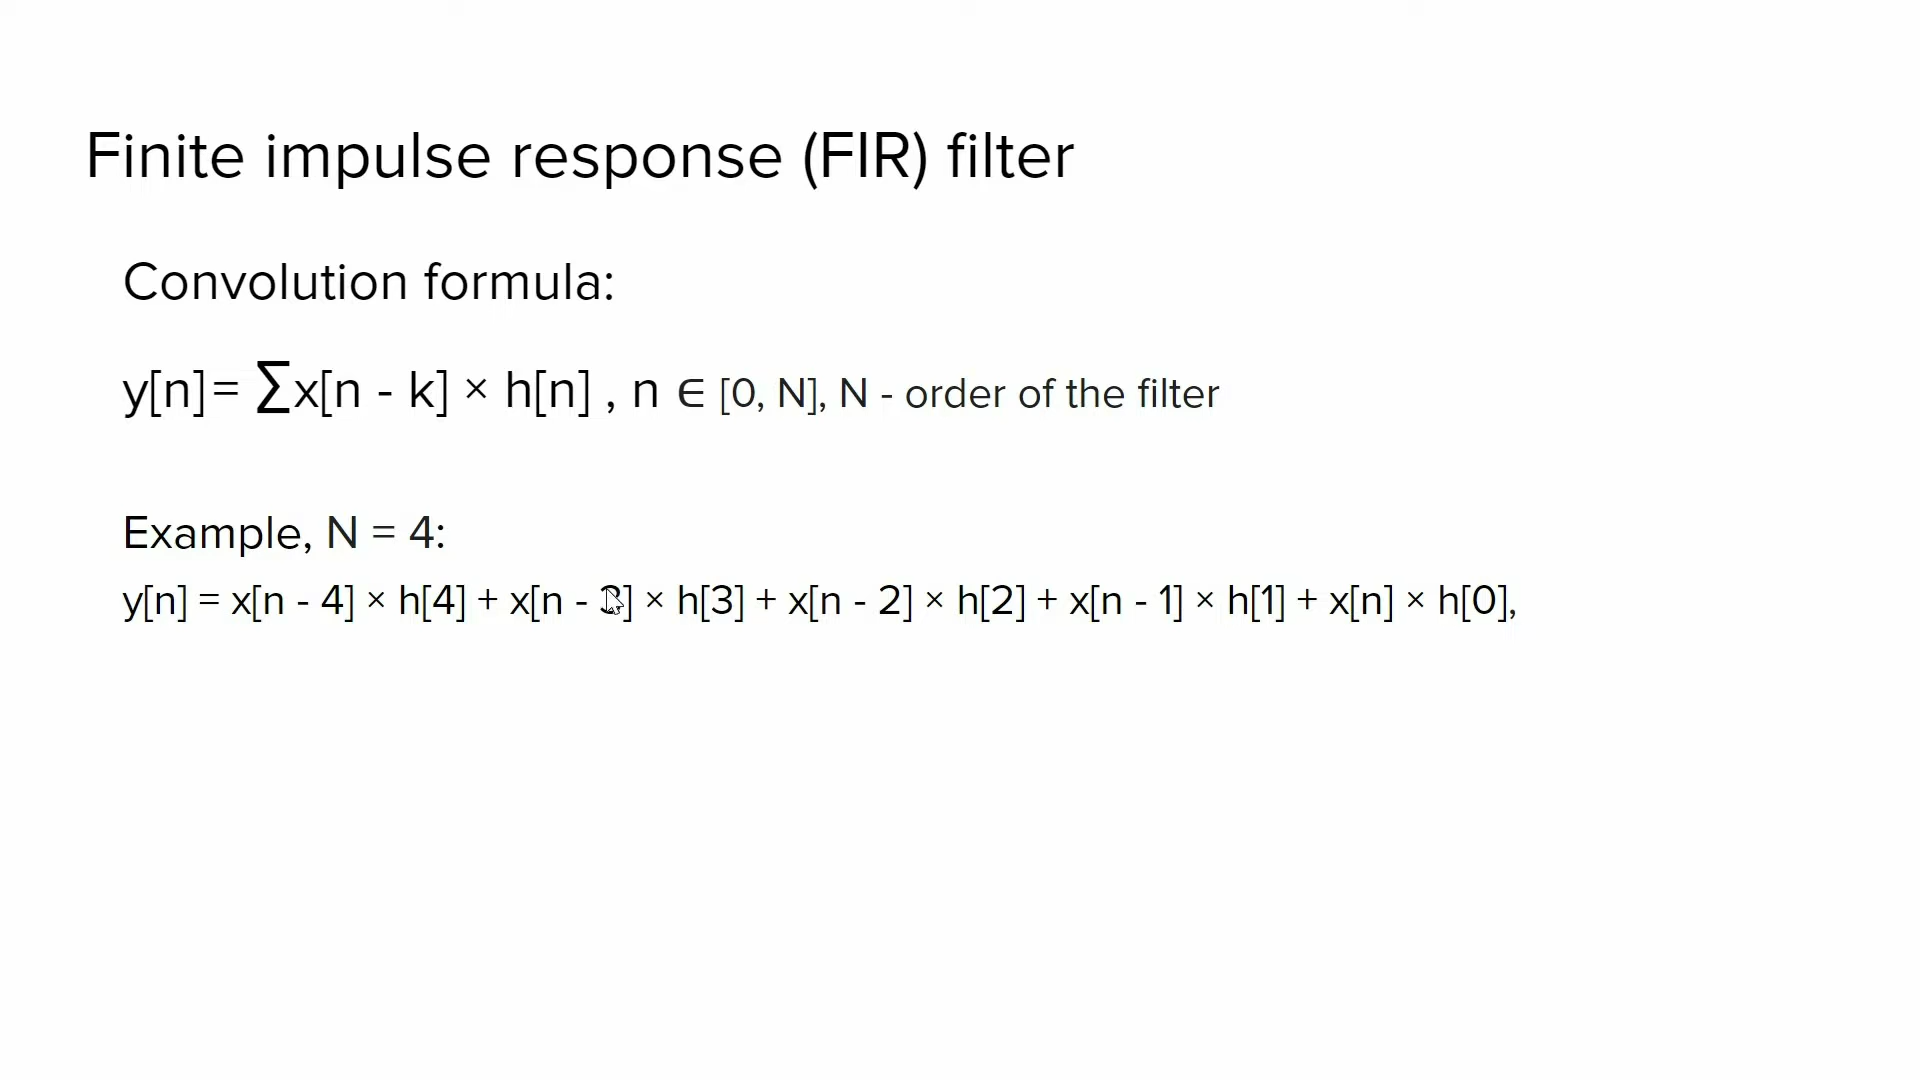 Finite impulse response (FIR) filter
Convolution formula:
y[n]= ∑x[n - k] × h[n] , n ∈ [0, N], N - order of the filter
Example, N = 4:
y[n] = x[n - 4] × h[4] + x[n - 3] × h[3] + x[n - 2] × h[2] + x[n - 1] × h[1] + x[n] × h[0],